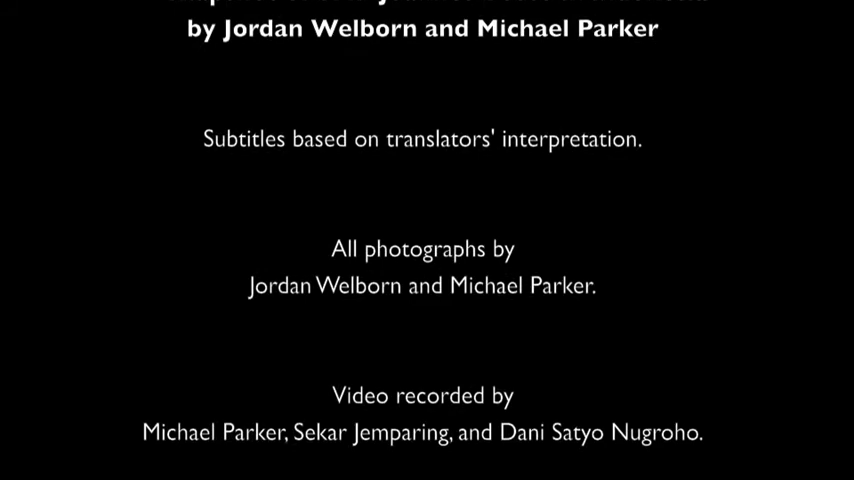 by Jordan Welborn and Michael Parker
Subtitles based on translators' interpretation.
All photographs by
Jordan Welborn and Michael Parker.
Video recorded by
Michael Parker, Sekar Jemparing, and Dani Satyo Nugroho.